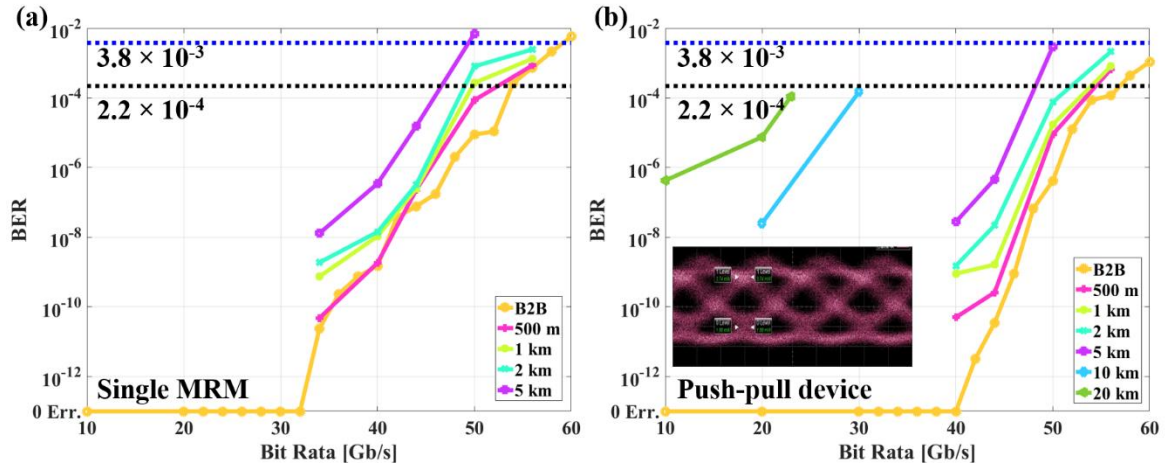 (a)
10⁻²
10⁻⁴
10⁻⁶
10⁻⁸
10⁻¹⁰
10⁻¹²
0 Err.
BER
3.8 × 10⁻³
2.2 × 10⁻⁴
B2B
500 m
1 km
2 km
5 km
Single MRM
10 20 30 40 50 60
Bit Rata [Gb/s]
(b)
10⁻²
10⁻⁴
10⁻⁶
10⁻⁸
10⁻¹⁰
10⁻¹²
0 Err.
BER
3.8 × 10⁻³
2.2 × 10⁻⁴
B2B
500 m
1 km
2 km
5 km
10 km
20 km
Push-pull device
10 20 30 40 50 60
Bit Rata [Gb/s]